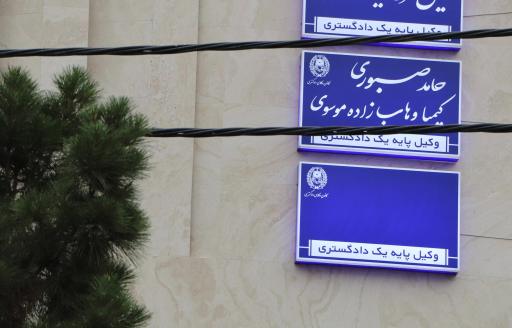 وکیل پایه یک دادگستری
حامد صبوری
کیمیا وهاب زاده موسوی
وکیل پایه یک دادگستری
وکیل پایه یک دادگستری